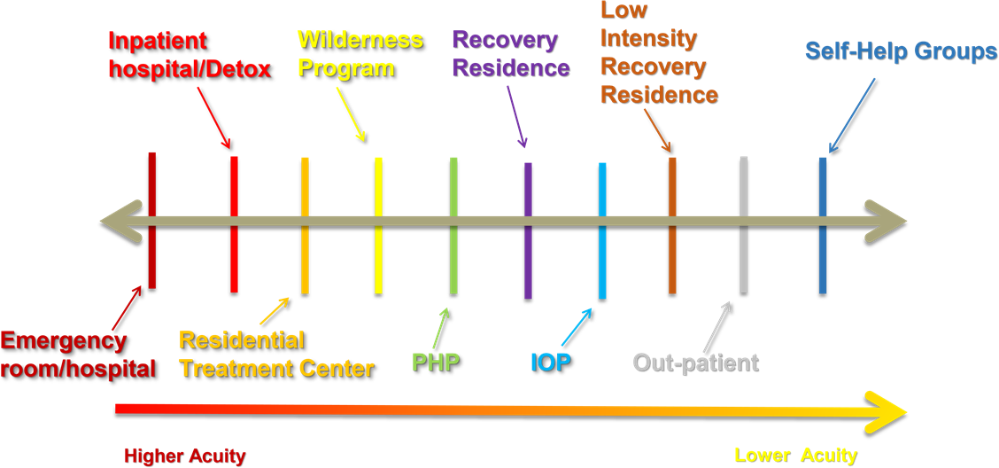 Inpatient
hospital/Detox
Wilderness
Program
Recovery
Residence
Low
Intensity
Recovery
Residence
Self-Help Groups
Emergency
room/hospital
Residential
Treatment Center
PHP
IOP
Out-patient
Higher Acuity
Lower Acuity